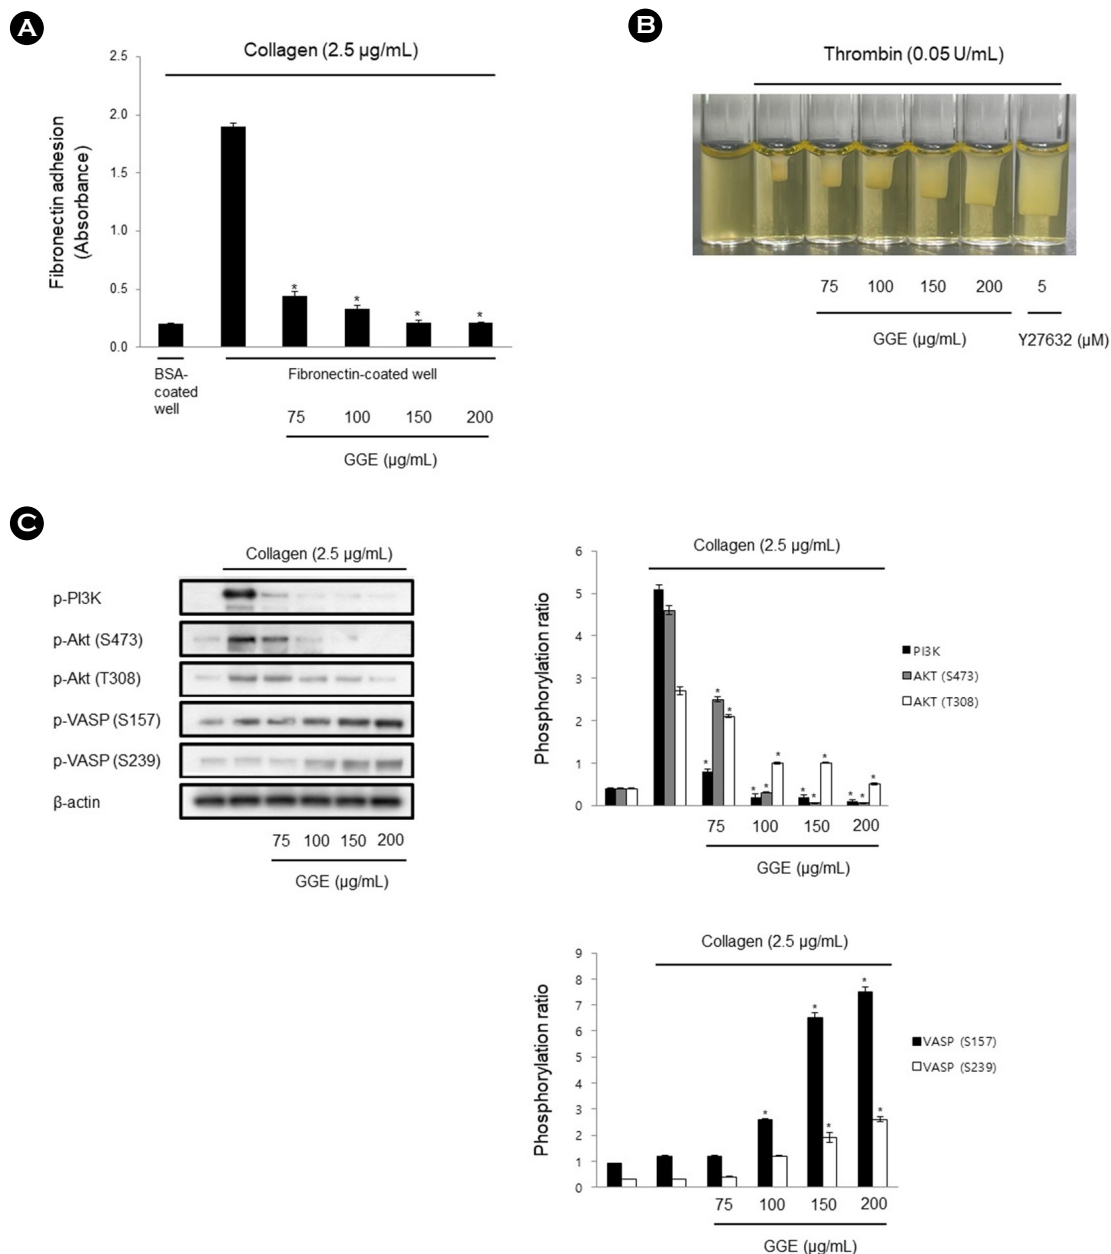 A
Collagen (2.5 µg/mL)
2.5
2.0
1.5
1.0
0.5
0.0
Fibronectin adhesion
(Absorbance)
* * * *
BSA-
coated
well
Fibronectin-coated well
75 100 150 200
GGE (µg/mL)
B
Thrombin (0.05 U/mL)
75 100 150 200 5
GGE (µg/mL) Y27632 (µM)
C
Collagen (2.5 µg/mL)
p-PI3K
p-Akt (S473)
p-Akt (T308)
p-VASP (S157)
p-VASP (S239)
β-actin
75 100 150 200
GGE (µg/mL)
Collagen (2.5 µg/mL)
6
5
4
3
2
1
0
Phosphorylation ratio
* * * * * * * * * * * *
PI3K
AKT (S473)
AKT (T308)
75 100 150 200
GGE (µg/mL)
Collagen (2.5 µg/mL)
9
8
7
6
5
4
3
2
1
0
Phosphorylation ratio
* * * * *
VASP (S157)
VASP (S239)
75 100 150 200
GGE (µg/mL)